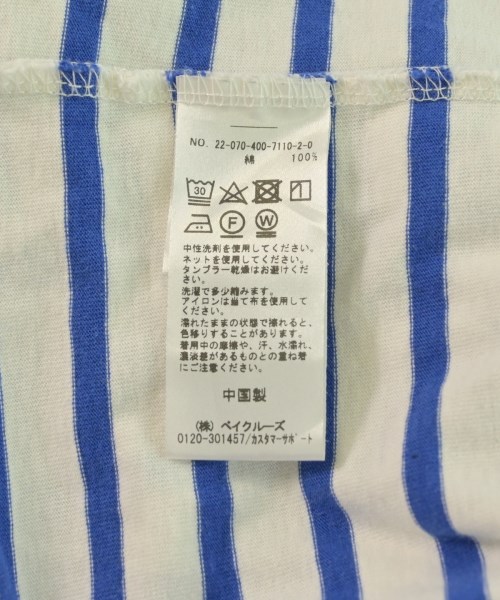 NO. 22-070-400-7110-2-0
綿 100%
30
F W
中性洗剤を使用してください。
ネットを使用してください。
タンブラー乾燥はお避けくだ
さい。
洗濯で多少縮みます。
アイロンは当て布を使用して
ください。
濡れたままの状態で擦れると、
色移りすることがあります。
着用中の摩擦や、汗、水濡れ、
濃淡差があるものとの重ね着
にご注意ください。
中国製
(株) ベイクルーズ
0120-301457/カスタマーサポート